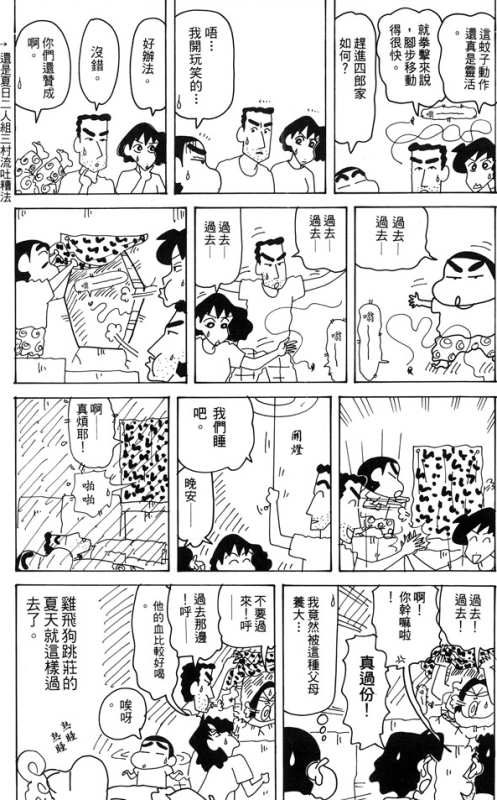 這蚊子動作
還真是靈活
就拳擊來說
，腳步移動
得很快。
趕進四郎家
如何？
唔…
我開玩笑的…
好辦法。
沒錯。
你們還贊成
啊。
→還是夏日二人組三村流吐糟法
過去——
過去——
嗡
過去——
過去——
嗡
嗡
我們睡
吧。
關燈
晚安——
啊——
真煩耶！
啪
啪
過去！
過去！
啊！
你幹嘛啦
！
真過份！
我竟然被這種父母
養大…
不要過
來！呼
過去那邊
！呼
他的血比較好喝
唉呀
。
熟睡
熟睡
雞飛狗跳莊的
夏天就這樣過
去了。